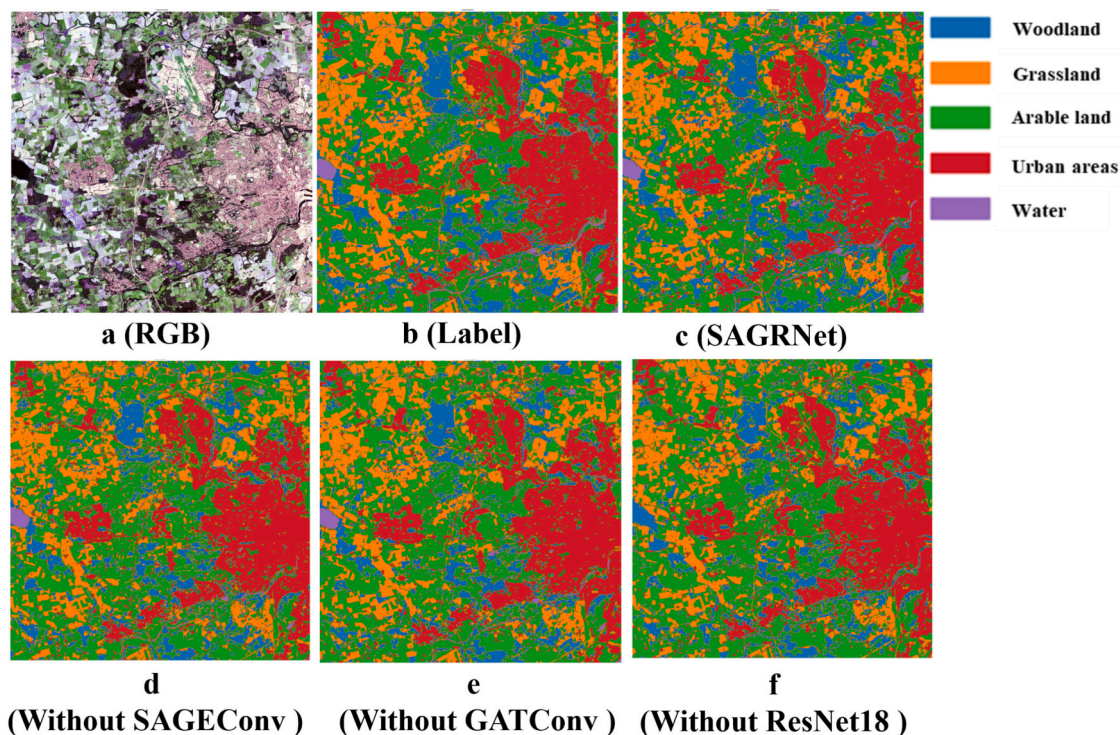 Woodland
Grassland
Arable land
Urban areas
Water
a (RGB)
b (Label)
c (SAGRNet)
d
(Without SAGEConv )
e
(Without GATConv )
f
(Without ResNet18 )